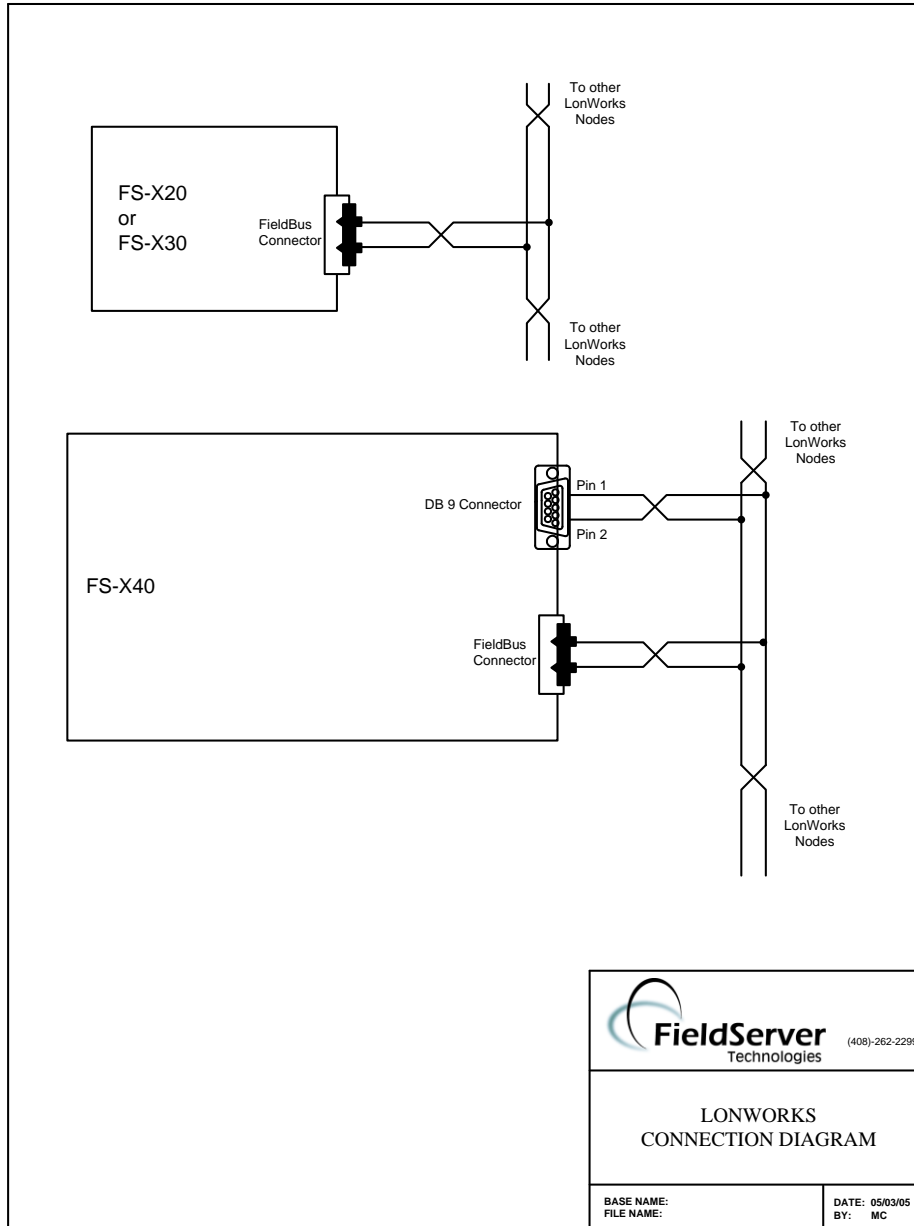 To other
LonWorks
Nodes
FS-X20
or
FS-X30
FieldBus
Connector
To other
LonWorks
Nodes
To other
LonWorks
Nodes
Pin 1
DB 9 Connector
Pin 2
FS-X40
FieldBus
Connector
To other
LonWorks
Nodes
FieldServer
Technologies
(408)-262-2299
LONWORKS
CONNECTION DIAGRAM
BASE NAME:
FILE NAME:
DATE: 05/03/05
BY: MC